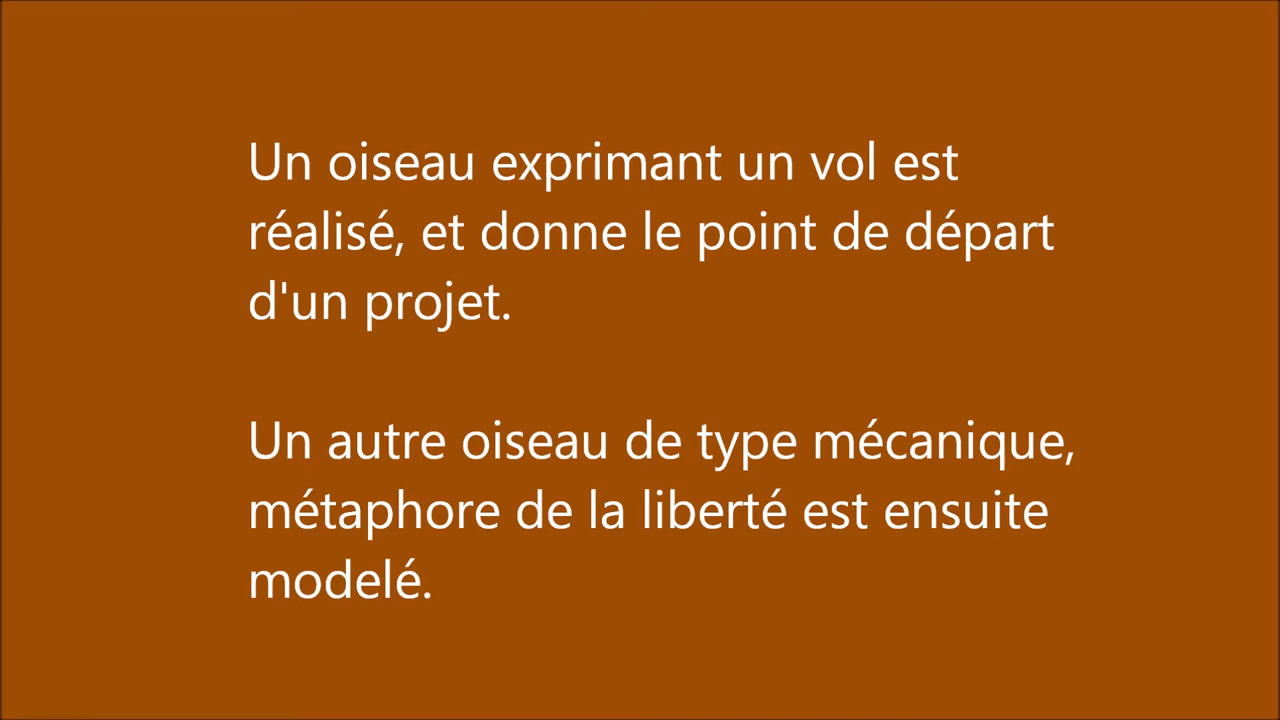 Un oiseau exprimant un vol est
réalisé, et donne le point de départ
d'un projet.
Un autre oiseau de type mécanique,
métaphore de la liberté est ensuite
modelé.